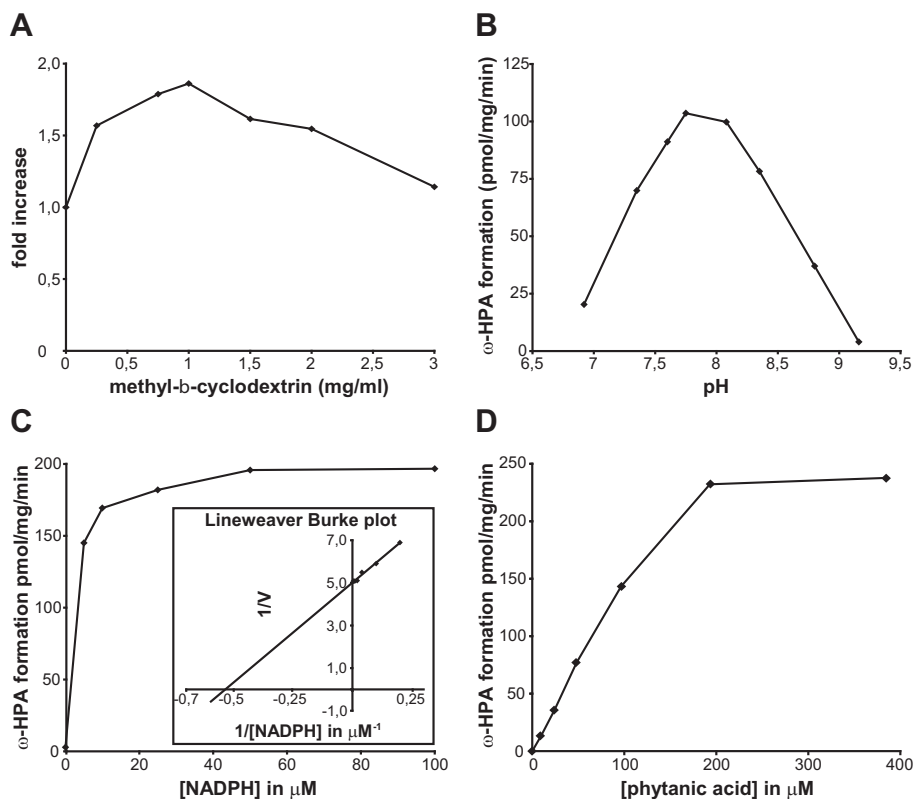 A
2,0
1,5
1,0
0,5
0
fold increase
0 0,5 1 1,5 2 2,5 3
methyl-b-cyclodextrin (mg/ml)
B
125
100
75
50
25
0
ω-HPA formation (pmol/mg/min)
6,5 7 7,5 8 8,5 9 9,5
pH
C
200
150
100
50
0
ω-HPA formation pmol/mg/min
0 20 40 60 80 100
[NADPH] in μM
Lineweaver Burke plot
7,0
5,0
3,0
1,0
-1,0
1/V
-0,7 -0,5 -0,25 0 0,25
1/[NADPH] in μM-1
D
250
200
150
100
50
0
ω-HPA formation pmol/mg/min
0 100 200 300 400
[phytanic acid] in μM